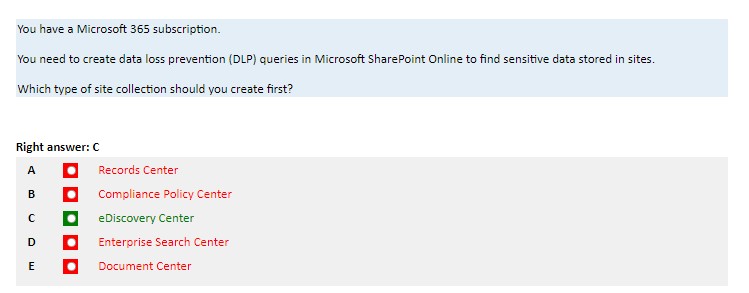 You have a Microsoft 365 subscription.
You need to create data loss prevention (DLP) queries in Microsoft SharePoint Online to find sensitive data stored in sites.
Which type of site collection should you create first?
Right answer: C
A Records Center
B Compliance Policy Center
C eDiscovery Center
D Enterprise Search Center
E Document Center